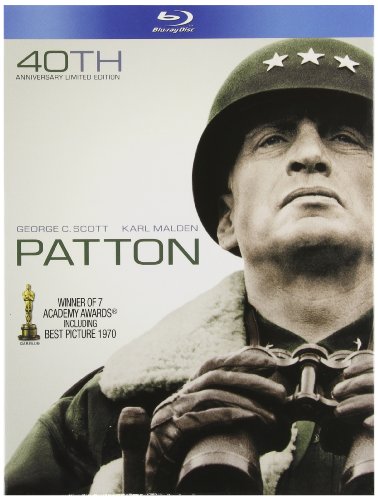 Blu-ray Disc
40TH
ANNIVERSARY LIMITED EDITION
GEORGE C. SCOTT KARL MALDEN
PATTON
WINNER OF 7
ACADEMY AWARDS®
INCLUDING
BEST PICTURE 1970